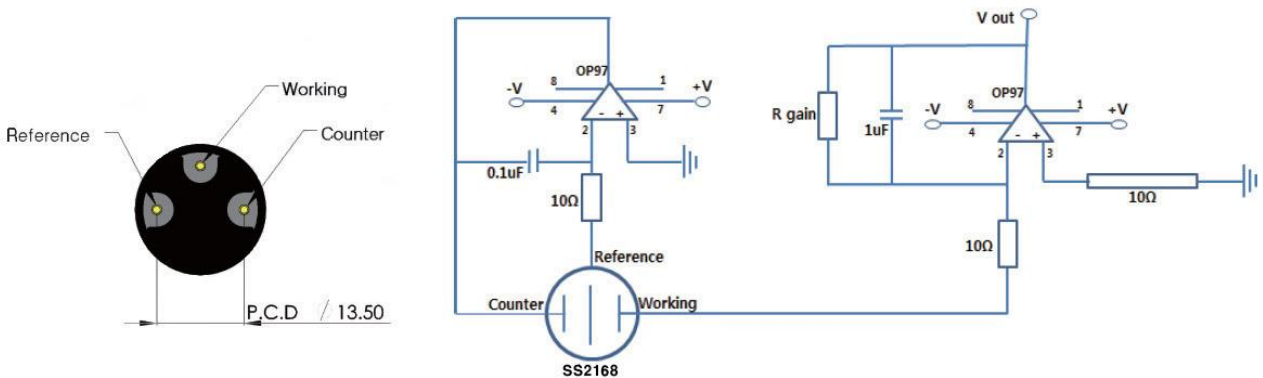 Working
Reference
Counter
P.C.D / 13.50
OP97
8
1
-V
+V
4
7
- +
2
3
0.1uF
10Ω
Reference
Counter
Working
SS2168
V out
R gain
1uF
OP97
8
1
-V
+V
4
7
- +
2
3
10Ω
10Ω